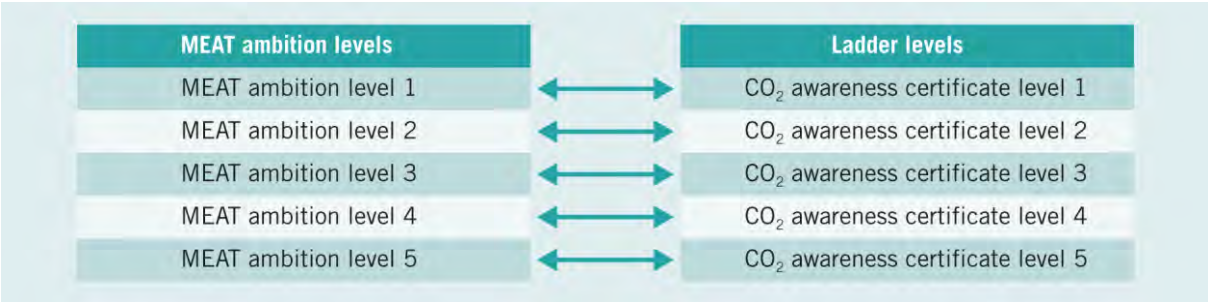 MEAT ambition levels Ladder levels
MEAT ambition level 1 CO₂ awareness certificate level 1
MEAT ambition level 2 CO₂ awareness certificate level 2
MEAT ambition level 3 CO₂ awareness certificate level 3
MEAT ambition level 4 CO₂ awareness certificate level 4
MEAT ambition level 5 CO₂ awareness certificate level 5